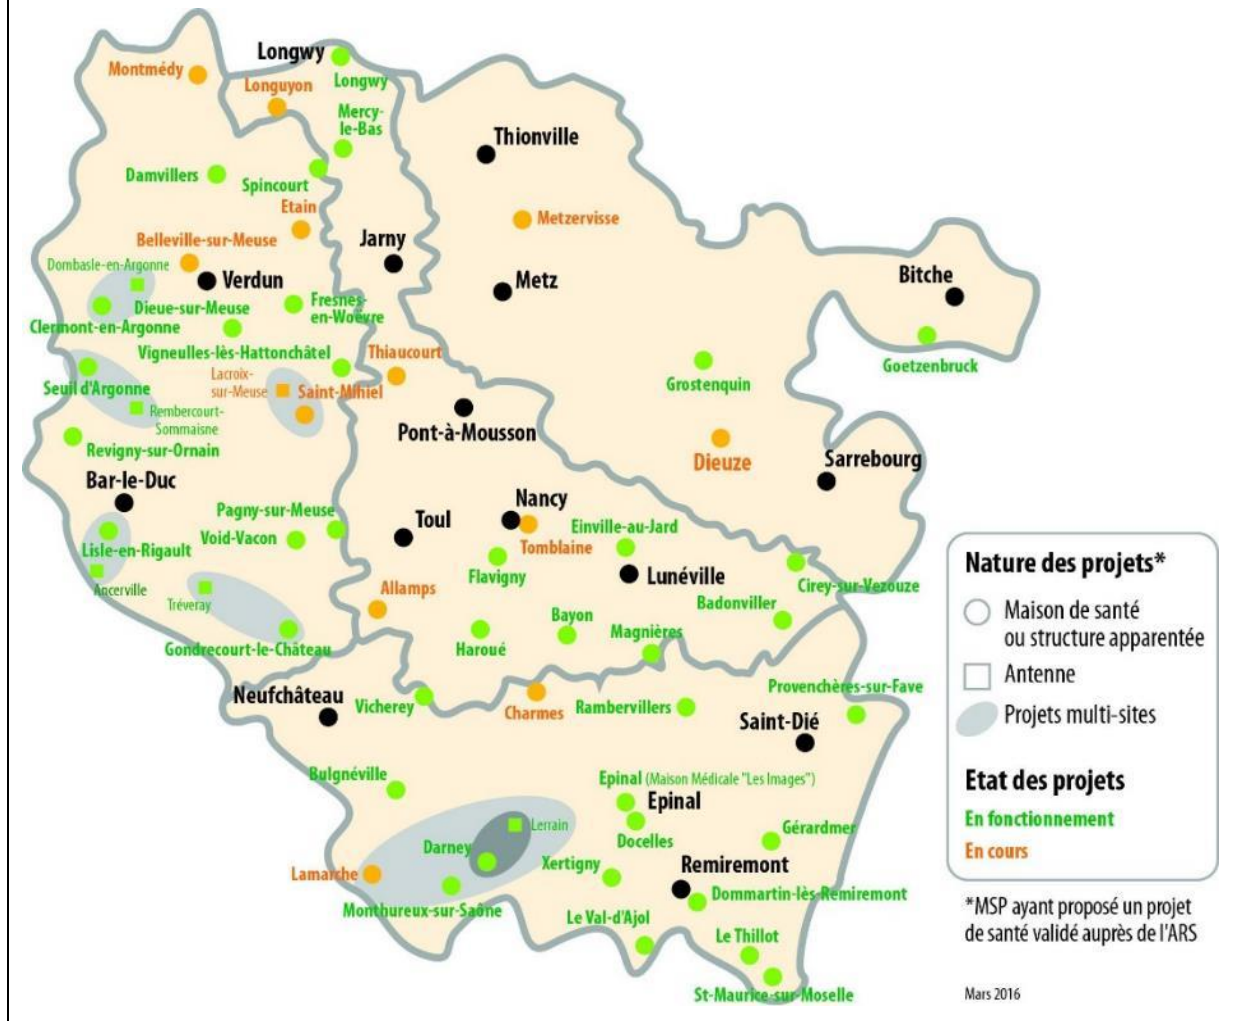 Longwy
Montmédy
Longuyon
Longwy
Mercy-
le-Bas
Thionville
Damvillers
Spincourt
Etain
Metzervisse
Belleville-sur-Meuse
Jarny
Dombasle-en-Argonne
Verdun
Metz
Bitche
Dieue-sur-Meuse
Fresnes-
en-Woëvre
Clermont-en-Argonne
Vigneulles-lès-Hattonchâtel
Thiaucourt
Goetzenbruck
Lacroix-
sur-Meuse
Seuil d'Argonne
Saint-Mihiel
Grostenquin
Rembercourt-
Sommaisne
Pont-à-Mousson
Revigny-sur-Ornain
Dieuze
Sarrebourg
Bar-le-Duc
Nancy
Pagny-sur-Meuse
Toul
Einville-au-Jard
Void-Vacon
Tomblaine
Lisle-en-Rigault
Flavigny
Lunéville
Cirey-sur-Vezouze
Ancerville
Allamps
Tréveray
Badonviller
Bayon
Magnières
Gondrecourt-le-Château
Haroué
Provenchères-sur-Fave
Neufchâteau
Vicherey
Charmes
Rambervillers
Saint-Dié
Bulgnéville
Epinal (Maison Médicale "Les Images")
Epinal
Lerrain
Docelles
Gérardmer
Darney
Xertigny
Remiremont
Lamarche
Dommartin-lès-Remiremont
Monthureux-sur-Saône
Le Val-d'Ajol
Le Thillot
St-Maurice-sur-Moselle
Nature des projets*
Maison de santé
ou structure apparentée
Antenne
Projets multi-sites
Etat des projets
En fonctionnement
En cours
*MSP ayant proposé un projet
de santé validé auprès de l'ARS
Mars 2016